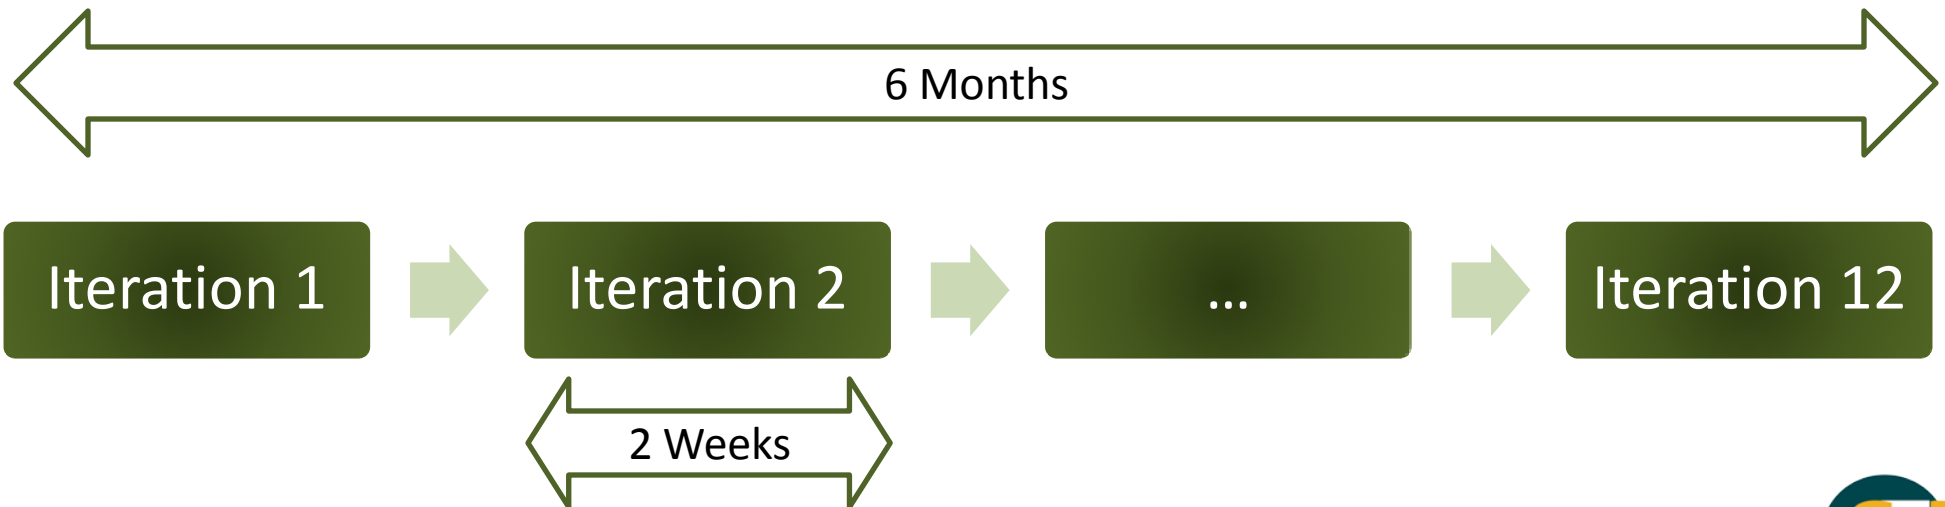 6 Months
Iteration 1
Iteration 2
...
Iteration 12
2 Weeks